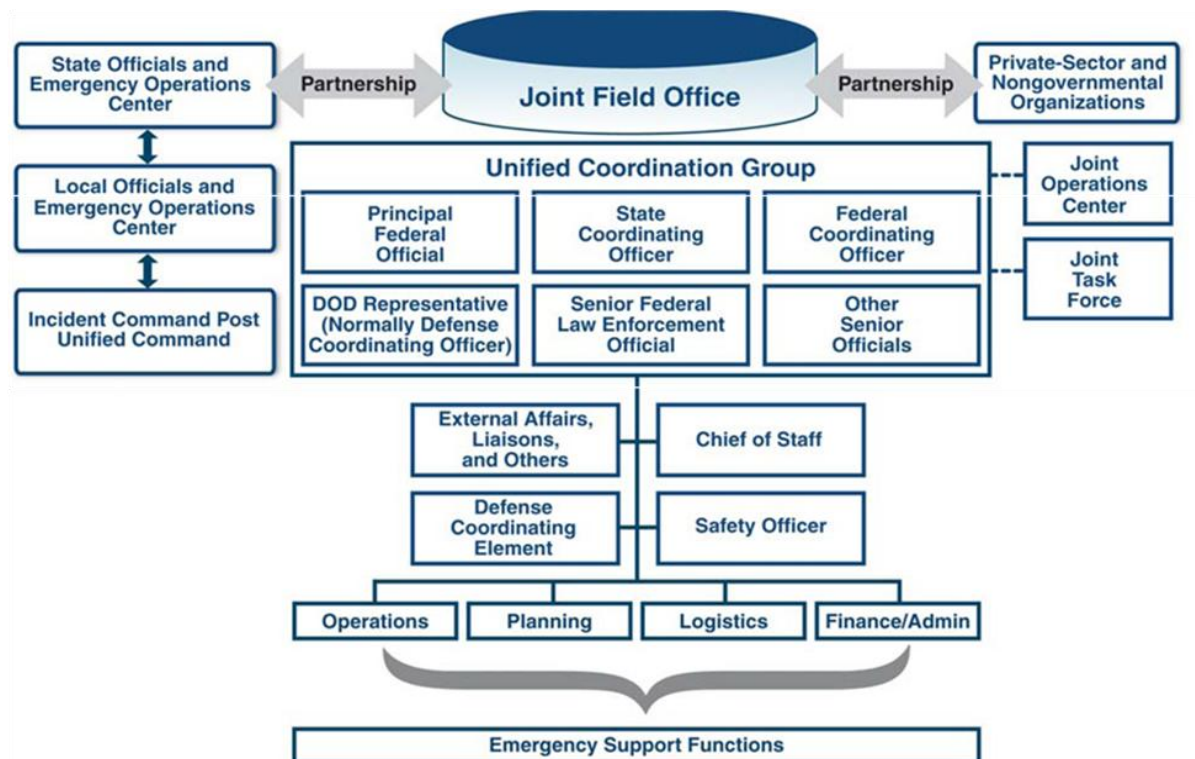 State Officials and
Emergency Operations
Center
Partnership
Joint Field Office
Partnership
Private-Sector and
Nongovernmental
Organizations
Local Officials and
Emergency Operations
Center
Incident Command Post
Unified Command
Unified Coordination Group
Principal
Federal
Official
State
Coordinating
Officer
Federal
Coordinating
Officer
DOD Representative
(Normally Defense
Coordinating Officer)
Senior Federal
Law Enforcement
Official
Other
Senior
Officials
Joint
Operations
Center
Joint
Task
Force
External Affairs,
Liaisons,
and Others
Chief of Staff
Defense
Coordinating
Element
Safety Officer
Operations
Planning
Logistics
Finance/Admin
Emergency Support Functions